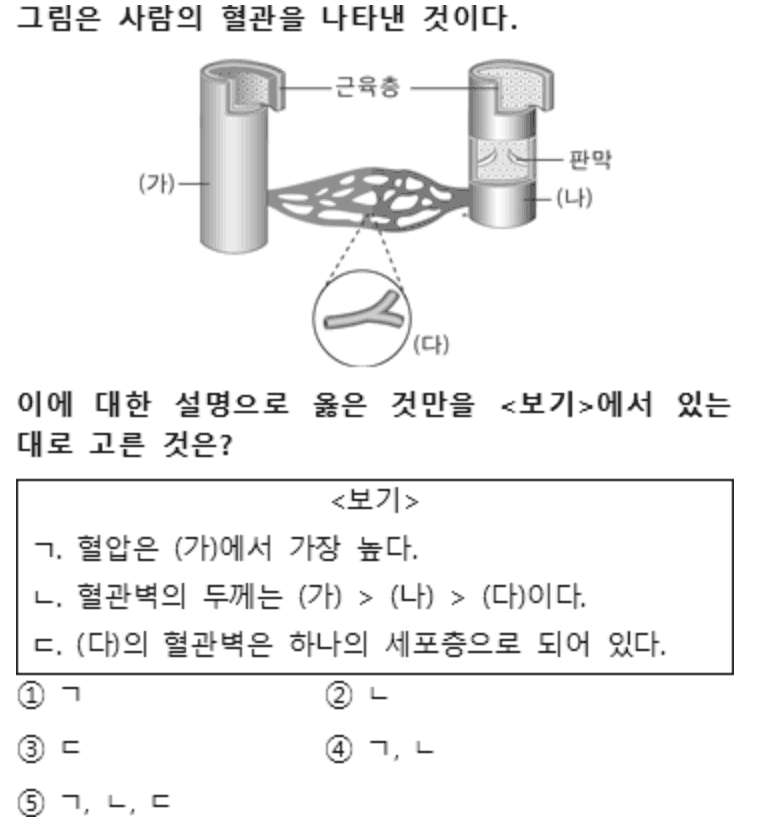 그림은 사람의 혈관을 나타낸 것이다.
근육층
판막
(가)
(나)
(다)
이에 대한 설명으로 옳은 것만을 <보기>에서 있는
대로 고른 것은?
<보기>
ㄱ. 혈압은 (가)에서 가장 높다.
ㄴ. 혈관벽의 두께는 (가) > (나) > (다)이다.
ㄷ. (다)의 혈관벽은 하나의 세포층으로 되어 있다.
① ㄱ ② ㄴ
③ ㄷ ④ ㄱ, ㄴ
⑤ ㄱ, ㄴ, ㄷ